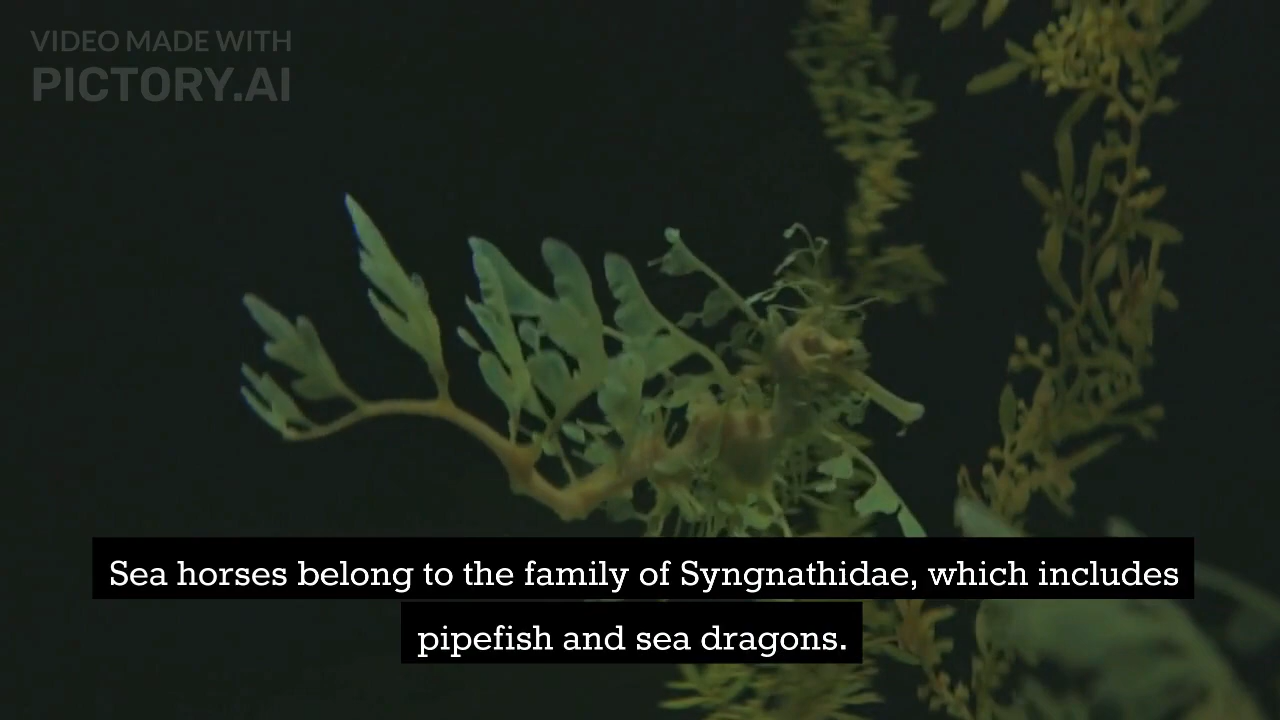 VIDEO MADE WITH
PICTORY.AI
Sea horses belong to the family of Syngnathidae, which includes
pipefish and sea dragons.